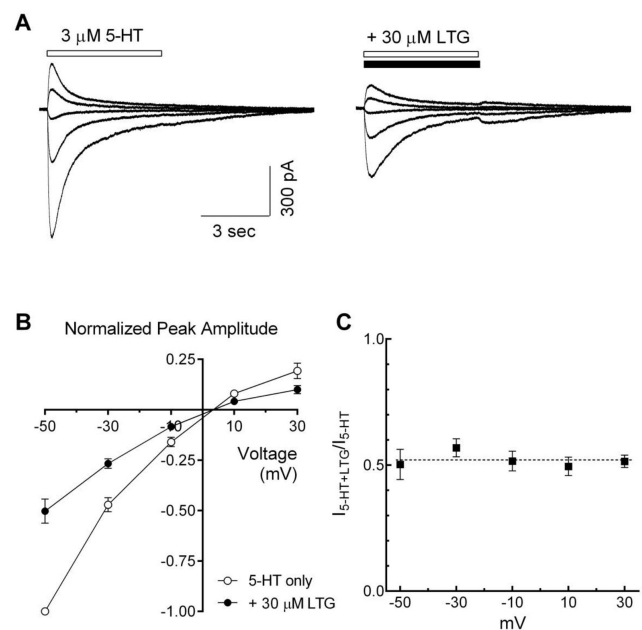 A
3 μM 5-HT
+ 30 μM LTG
300 pA
3 sec
B
Normalized Peak Amplitude
0.25
-50
-30
-10
10
30
Voltage
(mV)
-0.25
-0.50
-0.75
-1.00
5-HT only
+ 30 μM LTG
C
1.0
0.5
0.0
I5-HT+LTG/I5-HT
-50
-30
-10
10
30
mV